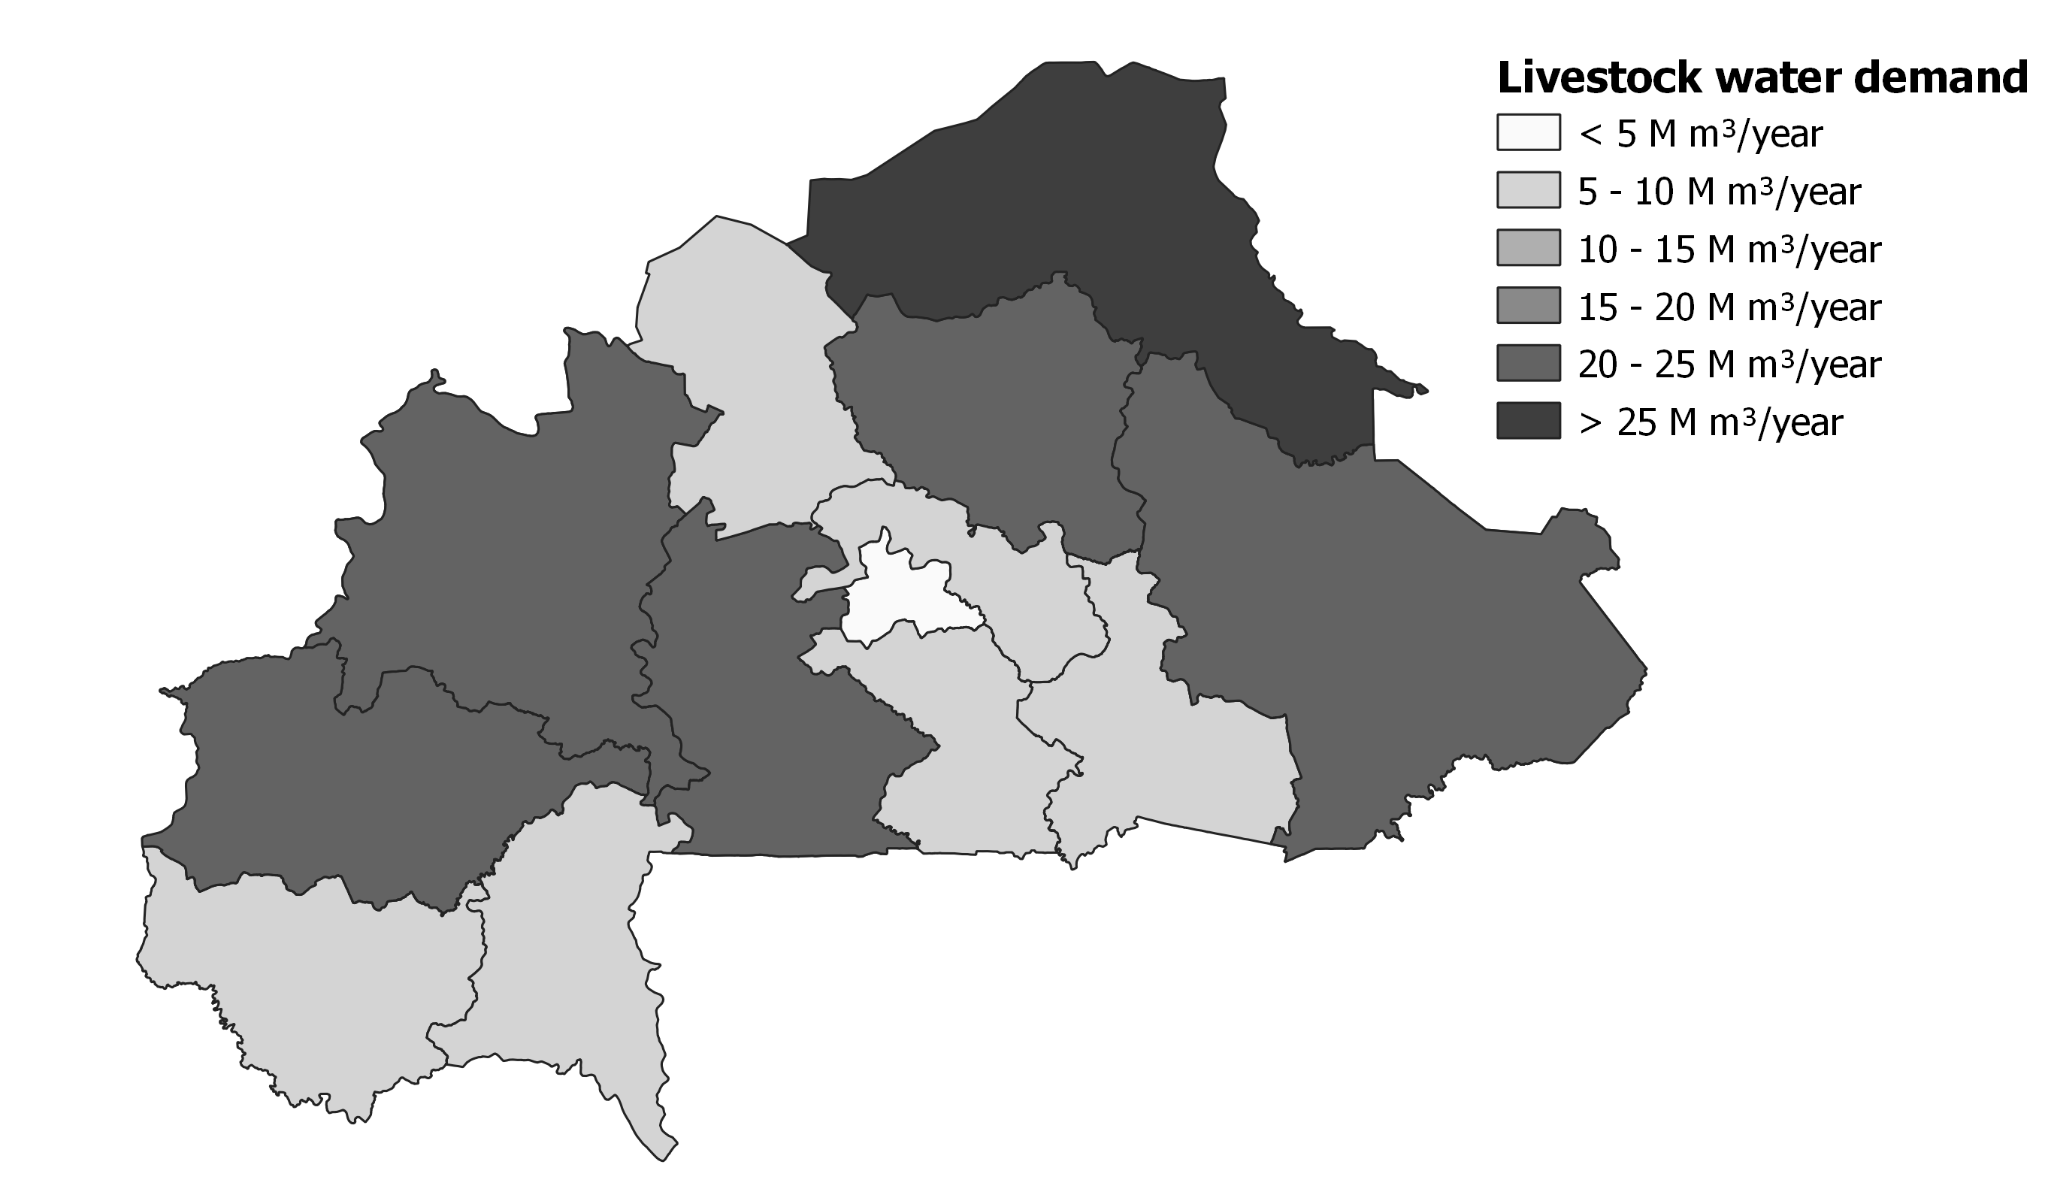 Livestock water demand
< 5 M m³/year
5 - 10 M m³/year
10 - 15 M m³/year
15 - 20 M m³/year
20 - 25 M m³/year
> 25 M m³/year